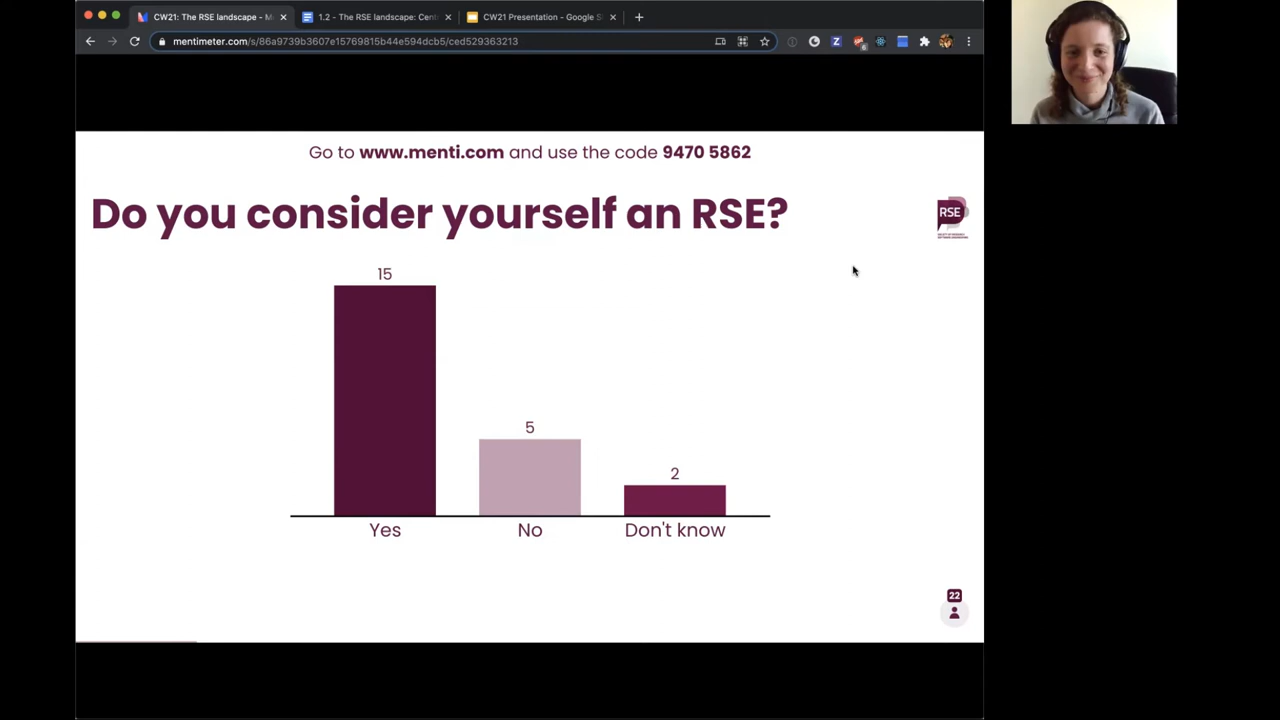 CW21: The RSE landscape - M
1.2 - The RSE landscape: Cent
CW21 Presentation - Google S
mentimeter.com/s/86a9739b3607e15769815b44e594dcb5/ced529363213
Go to www.menti.com and use the code 9470 5862
Do you consider yourself an RSE?
RSE
15
5
2
Yes
No
Don't know
22